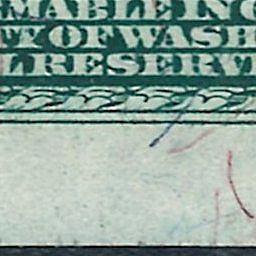 MABLE IN
OF WASH
RESERV